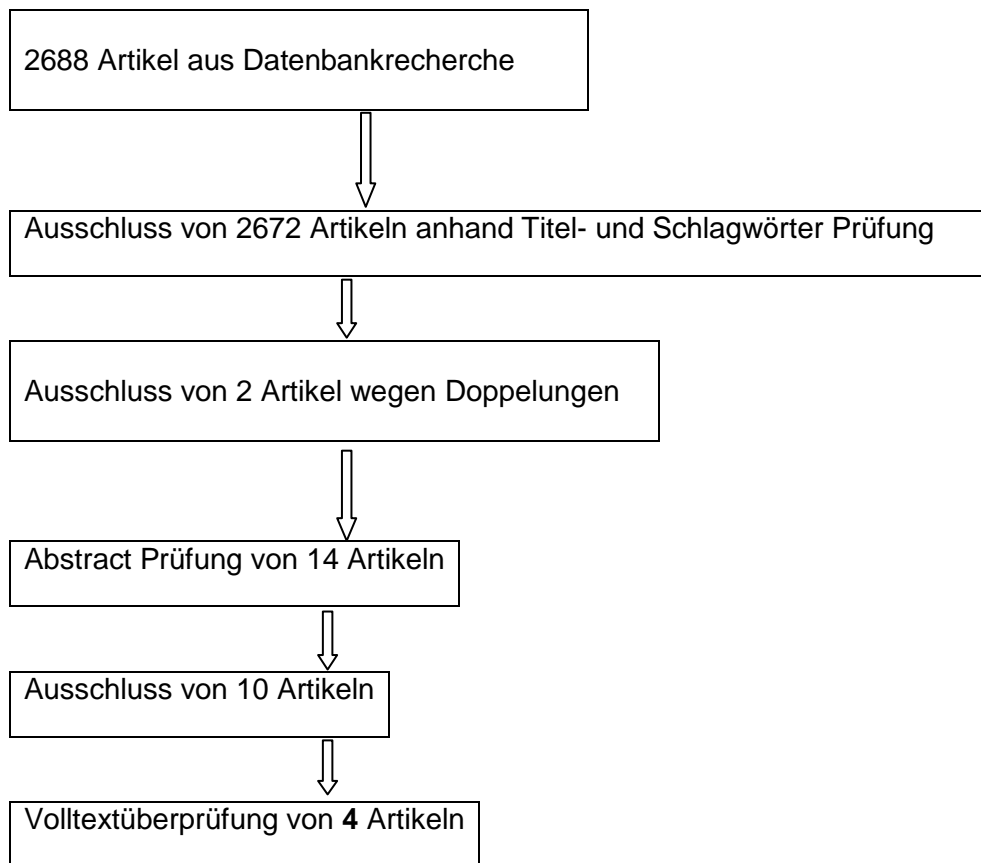 2688 Artikel aus Datenbankrecherche
Ausschluss von 2672 Artikeln anhand Titel- und Schlagwörter Prüfung
Ausschluss von 2 Artikel wegen Doppelungen
Abstract Prüfung von 14 Artikeln
Ausschluss von 10 Artikeln
Volltextüberprüfung von 4 Artikeln